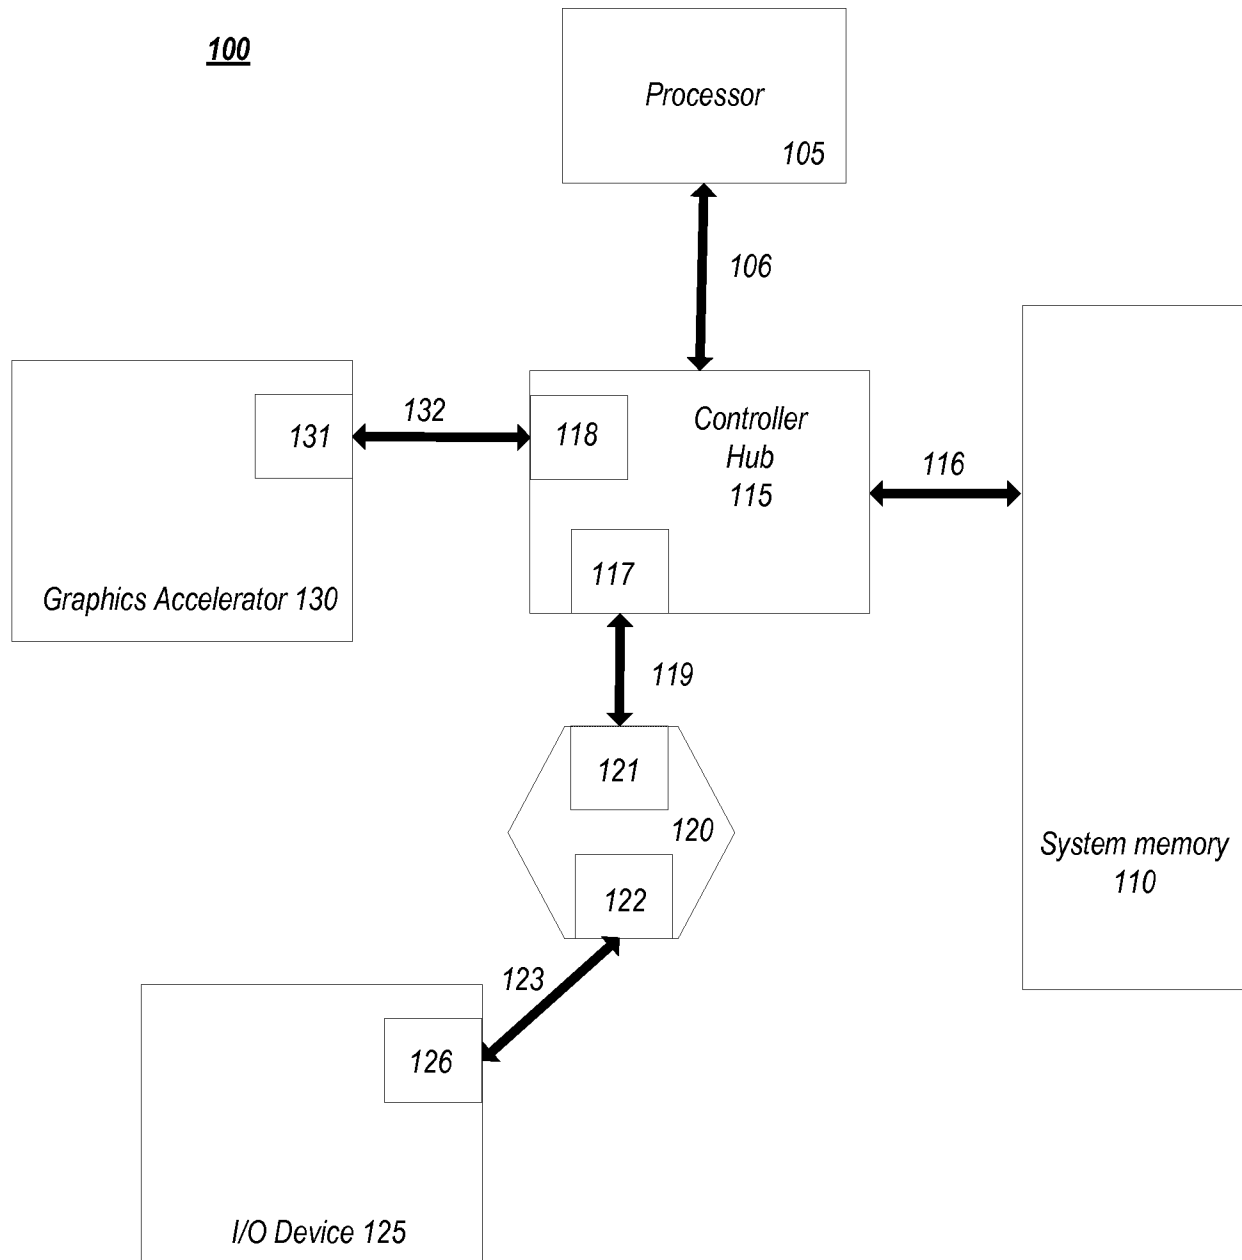 100
Processor
105
106
132
131
118
Controller
Hub
115
116
117
Graphics Accelerator 130
119
121
120
122
System memory
110
123
126
I/O Device 125